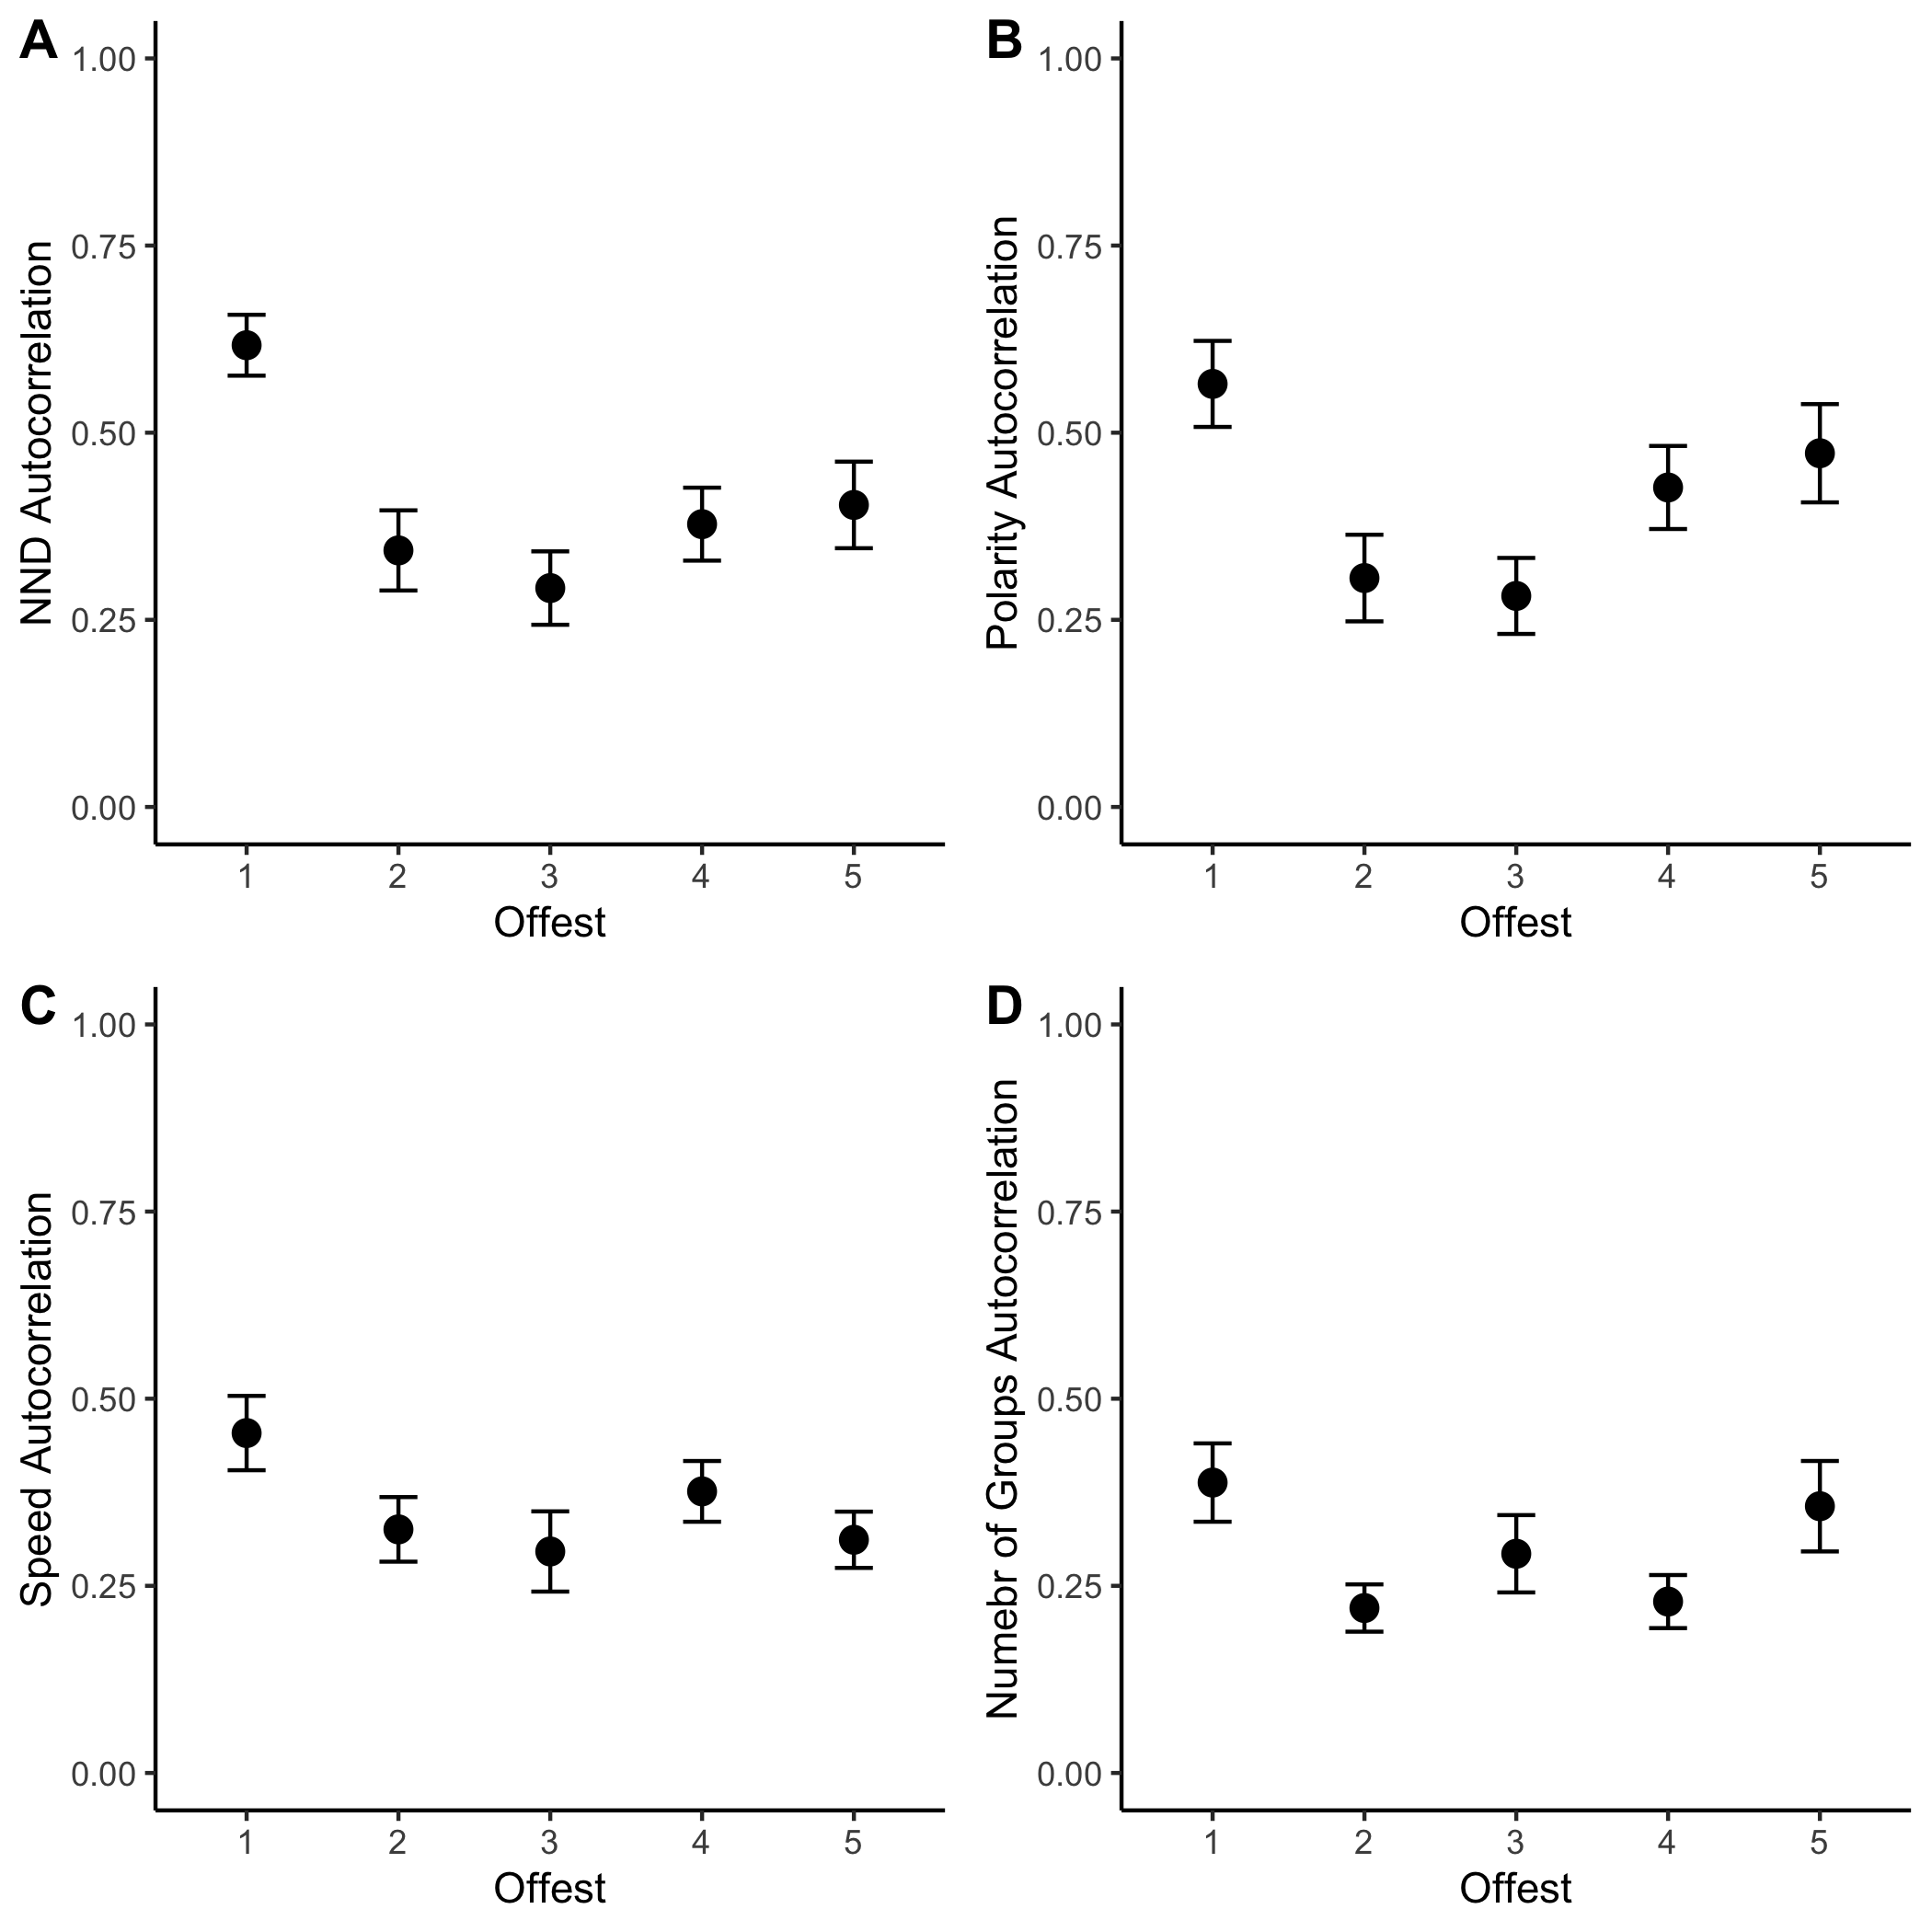 A
1.00
0.75
0.50
0.25
0.00
NND Autocorrelation
1 2 3 4 5
Offest
B
1.00
0.75
0.50
0.25
0.00
Polarity Autocorrelation
1 2 3 4 5
Offest
C
1.00
0.75
0.50
0.25
0.00
Speed Autocorrelation
1 2 3 4 5
Offest
D
1.00
0.75
0.50
0.25
0.00
Numebr of Groups Autocorrelation
1 2 3 4 5
Offest